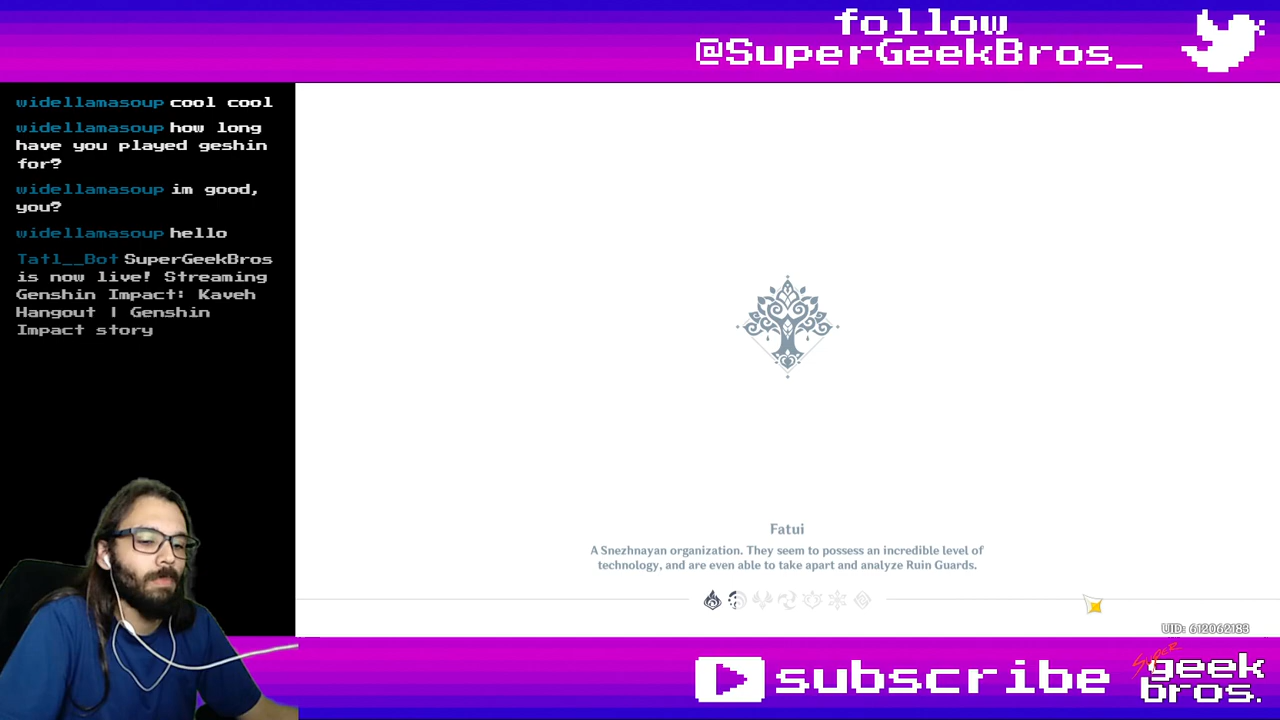 follow
@SuperGeekBros_
widellamasoup cool cool
widellamasoup how long
have you played geshin
for?
widellamasoup im good,
you?
widellamasoup hello
Tatl__Bot SuperGeekBros
is now live! Streaming
Genshin Impact: Kaveh
Hangout | Genshin
Impact story
Fatui
A Snezhnayan organization. They seem to possess an incredible level of
technology, and are even able to take apart and analyze Ruin Guards.
UID: 612062183
subscribe
super
geek
bros.